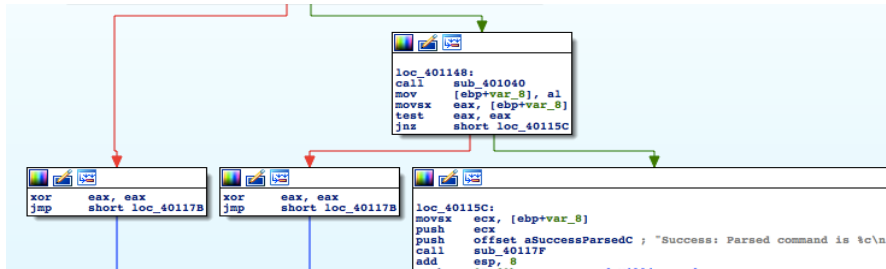 loc_401148:
call sub_401040
mov [ebp+var_8], al
movsx eax, [ebp+var_8]
test eax, eax
jnz short loc_40115C
xor eax, eax
jmp short loc_40117B
xor eax, eax
jmp short loc_40117B
loc_40115C:
movsx ecx, [ebp+var_8]
push ecx
push offset aSuccessParsedC ; "Success: Parsed command is %c\n
call sub_40117F
add esp, 8